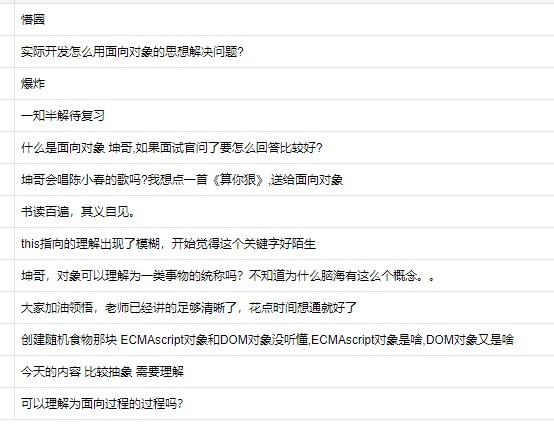 懵圈
实际开发怎么用面向对象的思想解决问题?
爆炸
一知半解待复习
什么是面向对象 坤哥,如果面试官问了要怎么回答比较好?
坤哥会唱陈小春的歌吗?我想点一首《算你狠》,送给面向对象
书读百遍，其义自见。
this指向的理解出现了模糊，开始觉得这个关键字好陌生
坤哥，对象可以理解为一类事物的统称吗？不知道为什么脑海有这么个概念。。
大家加油领悟，老师已经讲的足够清晰了，花点时间想通就好了
创建随机食物那块 ECMAscript对象和DOM对象没听懂,ECMAscript对象是啥,DOM对象又是啥
今天的内容 比较抽象 需要理解
可以理解为面向过程的过程吗？